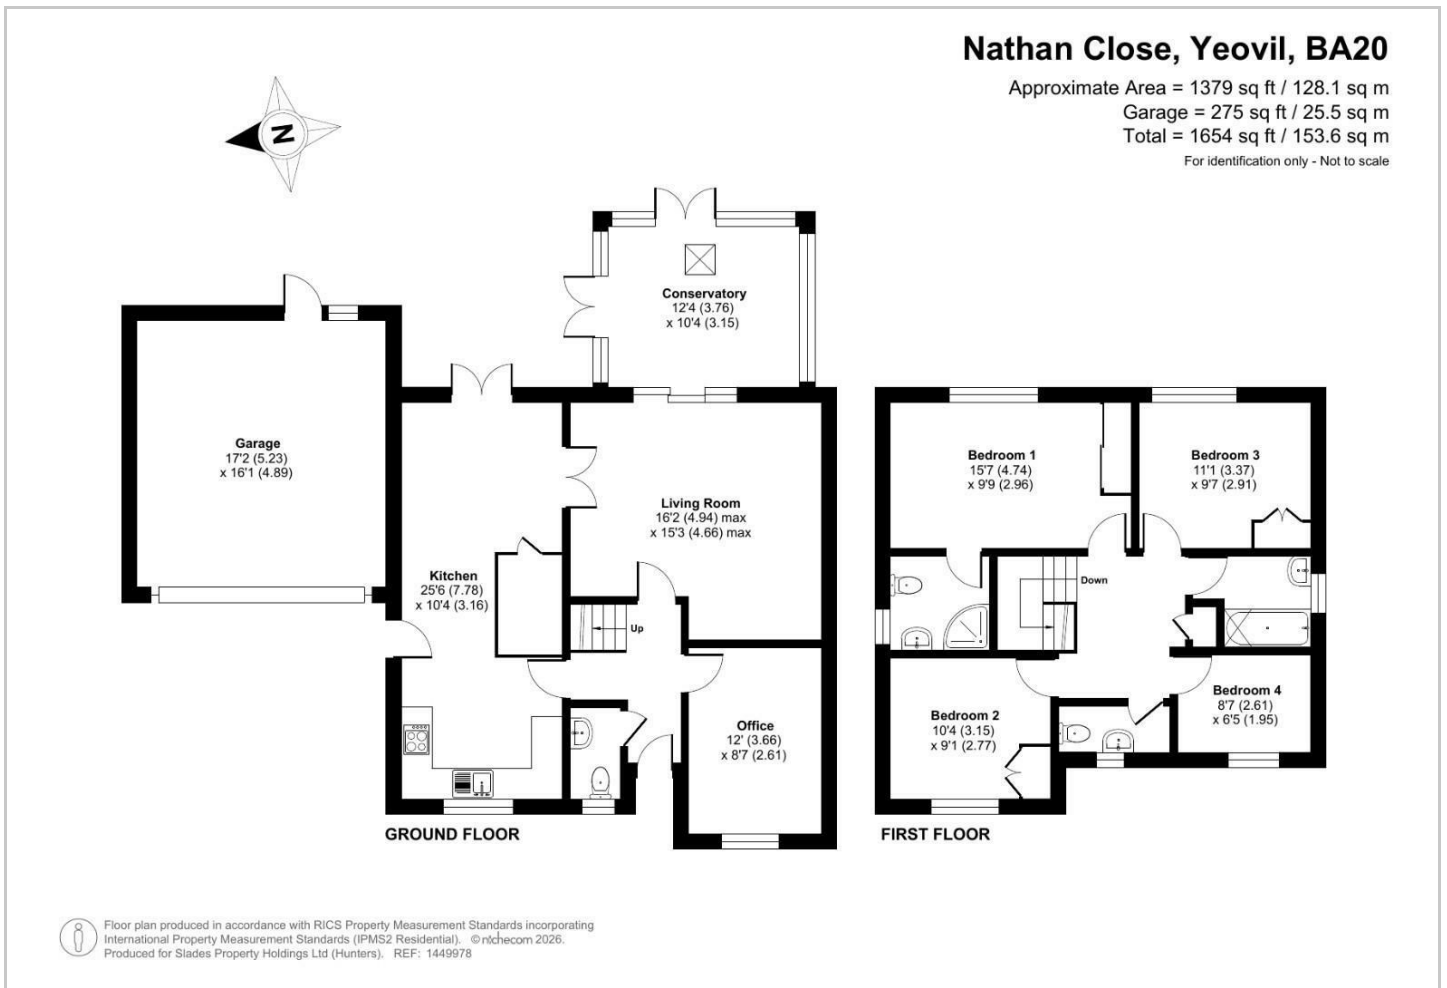 Nathan Close, Yeovil, BA20
Approximate Area = 1379 sq ft / 128.1 sq m
Garage = 275 sq ft / 25.5 sq m
Total = 1654 sq ft / 153.6 sq m
For identification only - Not to scale
N
Conservatory
12'4 (3.76)
x 10'4 (3.15)
Garage
17'2 (5.23)
x 16'1 (4.89)
Living Room
16'2 (4.94) max
x 15'3 (4.66) max
Kitchen
25'6 (7.78)
x 10'4 (3.16)
Up
Office
12' (3.66)
x 8'7 (2.61)
GROUND FLOOR
Bedroom 1
15'7 (4.74)
x 9'9 (2.96)
Bedroom 3
11'1 (3.37)
x 9'7 (2.91)
Down
Bedroom 2
10'4 (3.15)
x 9'1 (2.77)
Bedroom 4
8'7 (2.61)
x 6'5 (1.95)
FIRST FLOOR
Floor plan produced in accordance with RICS Property Measurement Standards incorporating
International Property Measurement Standards (IPMS2 Residential). ©nichecom 2026.
Produced for Slades Property Holdings Ltd (Hunters). REF: 1449978